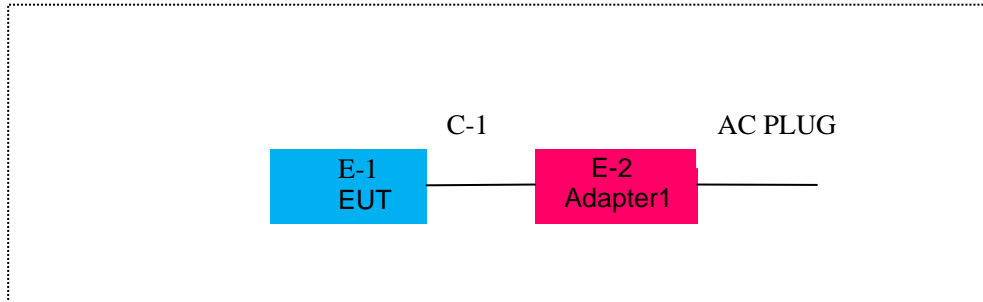 C-1
AC PLUG
E-1
EUT
E-2
Adapter1